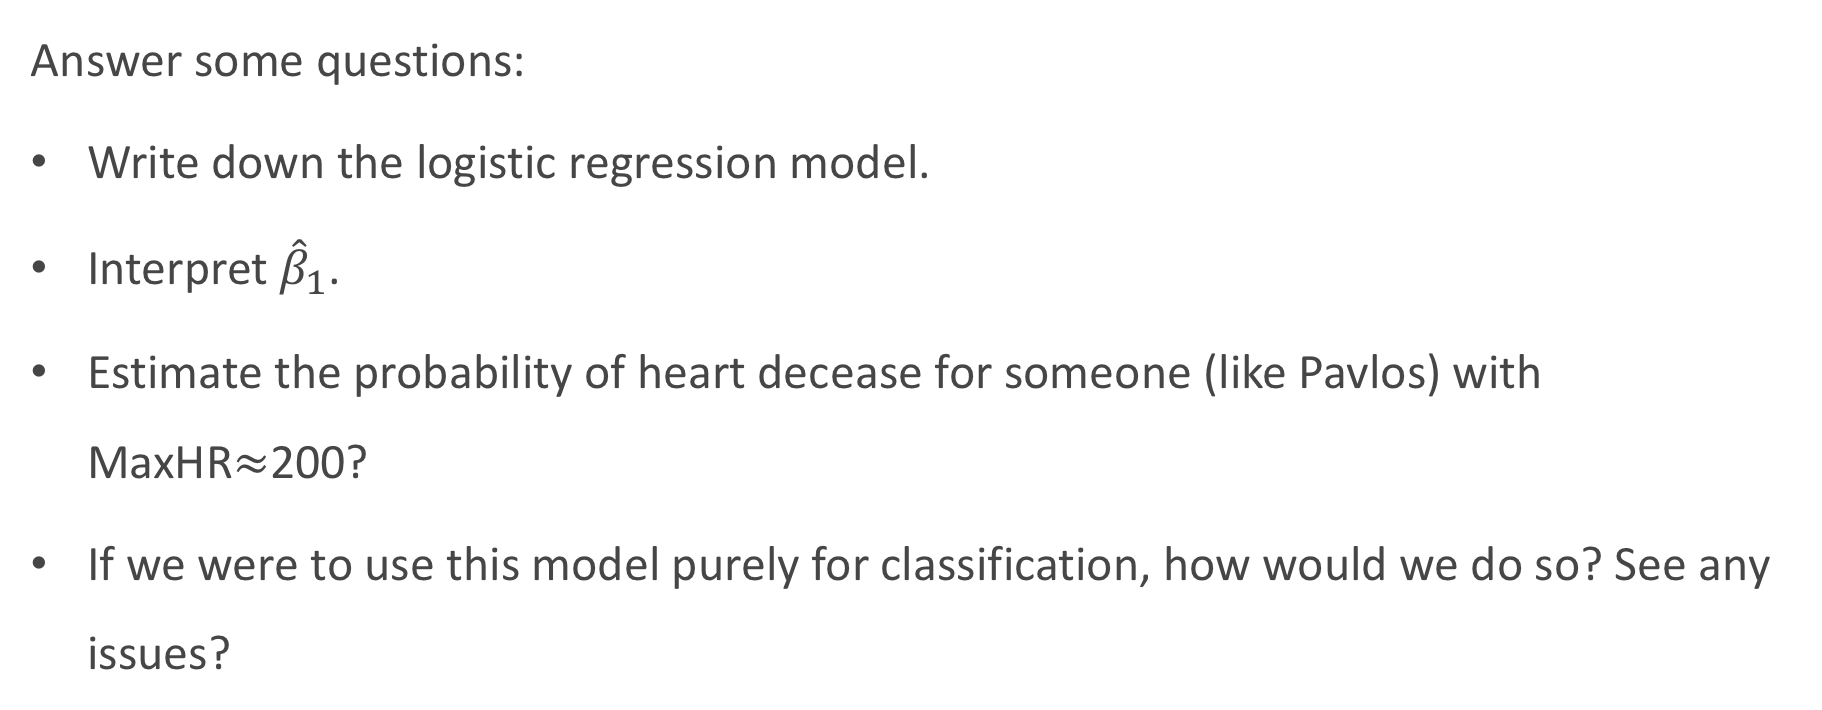 Answer some questions:
• Write down the logistic regression model.
• Interpret β̂₁.
• Estimate the probability of heart decease for someone (like Pavlos) with
MaxHR≈200?
• If we were to use this model purely for classification, how would we do so? See any
issues?